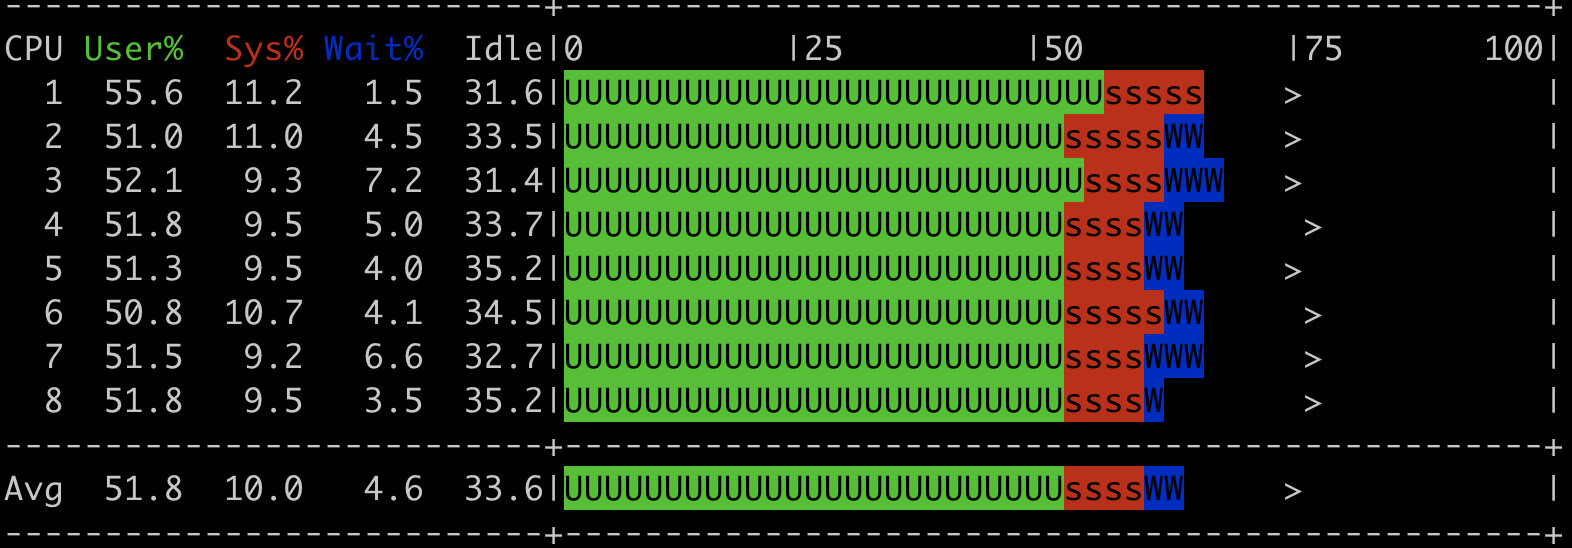 ---------------------------+-------------------------------------------------+
CPU User%  Sys% Wait%  Idle|0          |25         |50          |75       100|
  1  55.6  11.2   1.5  31.6|UUUUUUUUUUUUUUUUUUUUUUUUUUUsssss    >            |
  2  51.0  11.0   4.5  33.5|UUUUUUUUUUUUUUUUUUUUUUUUUsssssWW    >            |
  3  52.1   9.3   7.2  31.4|UUUUUUUUUUUUUUUUUUUUUUUUUUssssWWW   >            |
  4  51.8   9.5   5.0  33.7|UUUUUUUUUUUUUUUUUUUUUUUUUssssWW      >           |
  5  51.3   9.5   4.0  35.2|UUUUUUUUUUUUUUUUUUUUUUUUUssssWW     >            |
  6  50.8  10.7   4.1  34.5|UUUUUUUUUUUUUUUUUUUUUUUUUsssssWW     >           |
  7  51.5   9.2   6.6  32.7|UUUUUUUUUUUUUUUUUUUUUUUUUssssWWW     >           |
  8  51.8   9.5   3.5  35.2|UUUUUUUUUUUUUUUUUUUUUUUUUssssW       >           |
---------------------------+-------------------------------------------------+
Avg  51.8  10.0   4.6  33.6|UUUUUUUUUUUUUUUUUUUUUUUUUssssWW     >            |
---------------------------+-------------------------------------------------+